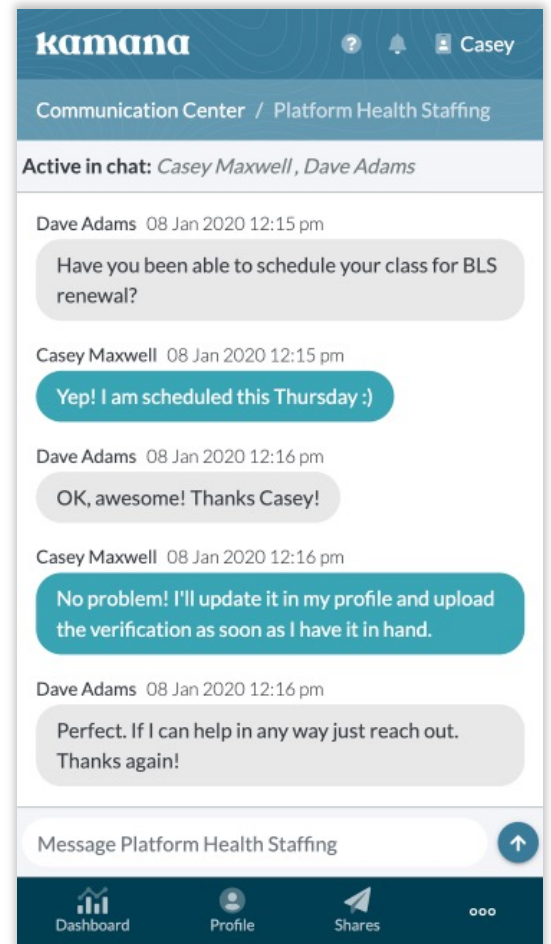 kamana
? Casey
Communication Center / Platform Health Staffing
Active in chat: Casey Maxwell , Dave Adams
Dave Adams 08 Jan 2020 12:15 pm
Have you been able to schedule your class for BLS
renewal?
Casey Maxwell 08 Jan 2020 12:15 pm
Yep! I am scheduled this Thursday :)
Dave Adams 08 Jan 2020 12:16 pm
OK, awesome! Thanks Casey!
Casey Maxwell 08 Jan 2020 12:16 pm
No problem! I'll update it in my profile and upload
the verification as soon as I have it in hand.
Dave Adams 08 Jan 2020 12:16 pm
Perfect. If I can help in any way just reach out.
Thanks again!
Message Platform Health Staffing
Dashboard Profile Shares